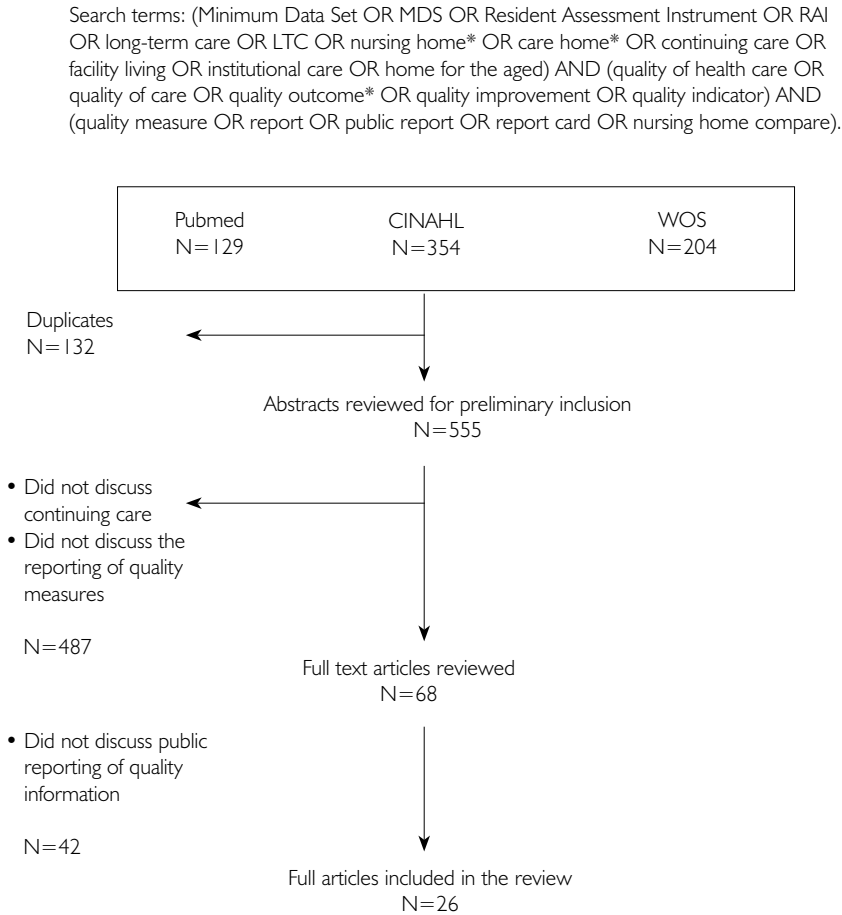 Search terms: (Minimum Data Set OR MDS OR Resident Assessment Instrument OR RAI
OR long-term care OR LTC OR nursing home* OR care home* OR continuing care OR
facility living OR institutional care OR home for the aged) AND (quality of health care OR
quality of care OR quality outcome* OR quality improvement OR quality indicator) AND
(quality measure OR report OR public report OR report card OR nursing home compare).
Pubmed CINAHL WOS
N=129 N=354 N=204
Duplicates
N=132
Abstracts reviewed for preliminary inclusion
N=555
• Did not discuss
continuing care
• Did not discuss the
reporting of quality
measures
N=487
Full text articles reviewed
N=68
• Did not discuss public
reporting of quality
information
N=42
Full articles included in the review
N=26